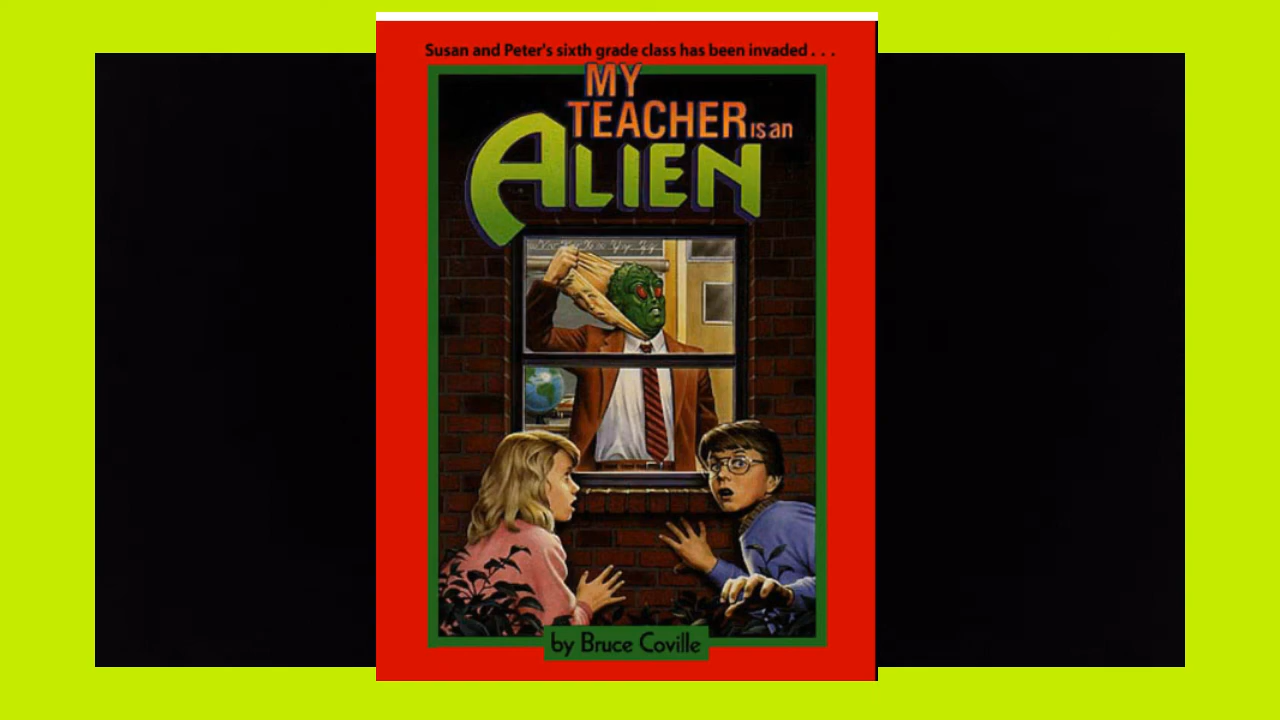 Susan and Peter's sixth grade class has been invaded . . .
MY
TEACHER is an
ALIEN
by Bruce Coville